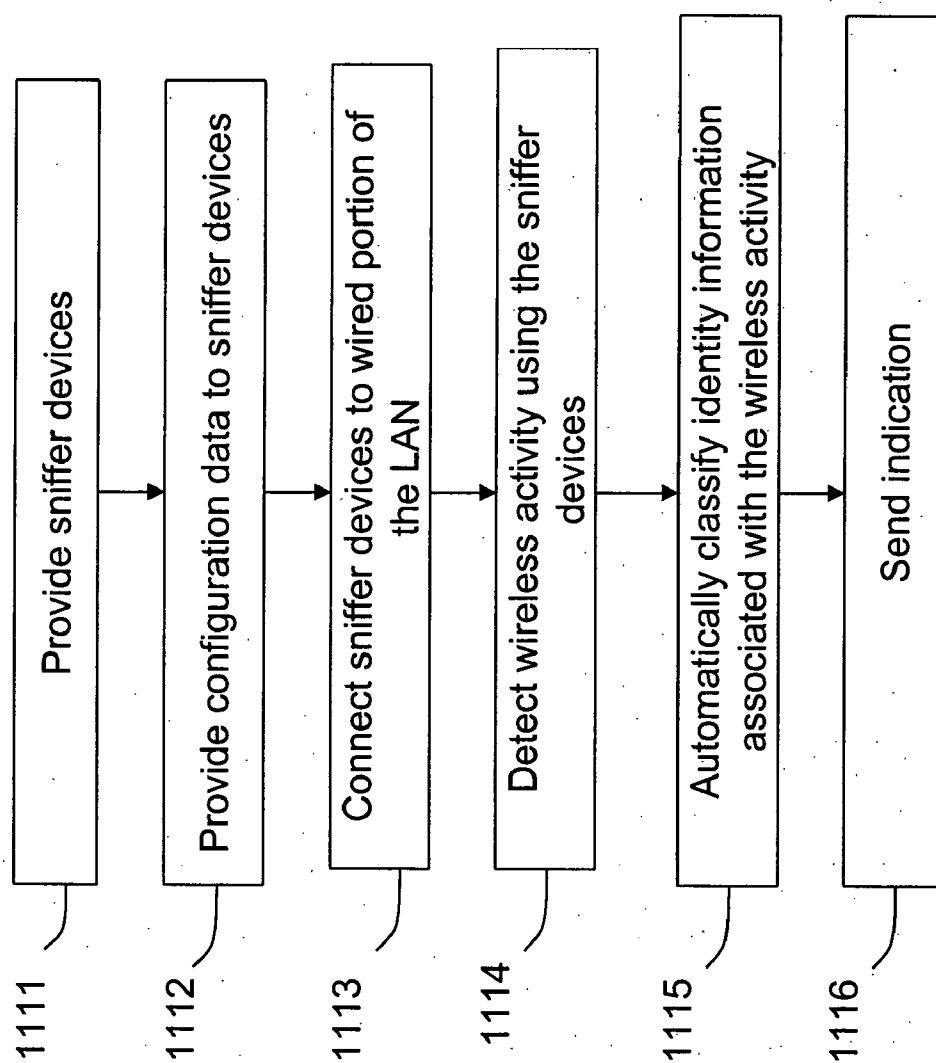 1111
Provide sniffer devices
1112
Provide configuration data to sniffer devices
1113
Connect sniffer devices to wired portion of
the LAN
1114
Detect wireless activity using the sniffer
devices
1115
Automatically classify identity information
associated with the wireless activity
1116
Send indication